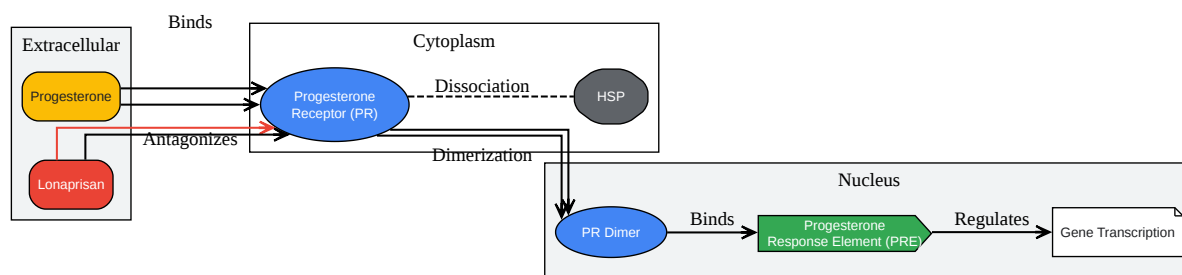 Binds
Extracellular
Cytoplasm
Progesterone
Progesterone
Receptor (PR)
Dissociation
HSP
Antagonizes
Dimerization
Lonaprisan
Nucleus
PR Dimer
Binds
Progesterone
Response Element (PRE)
Regulates
Gene Transcription